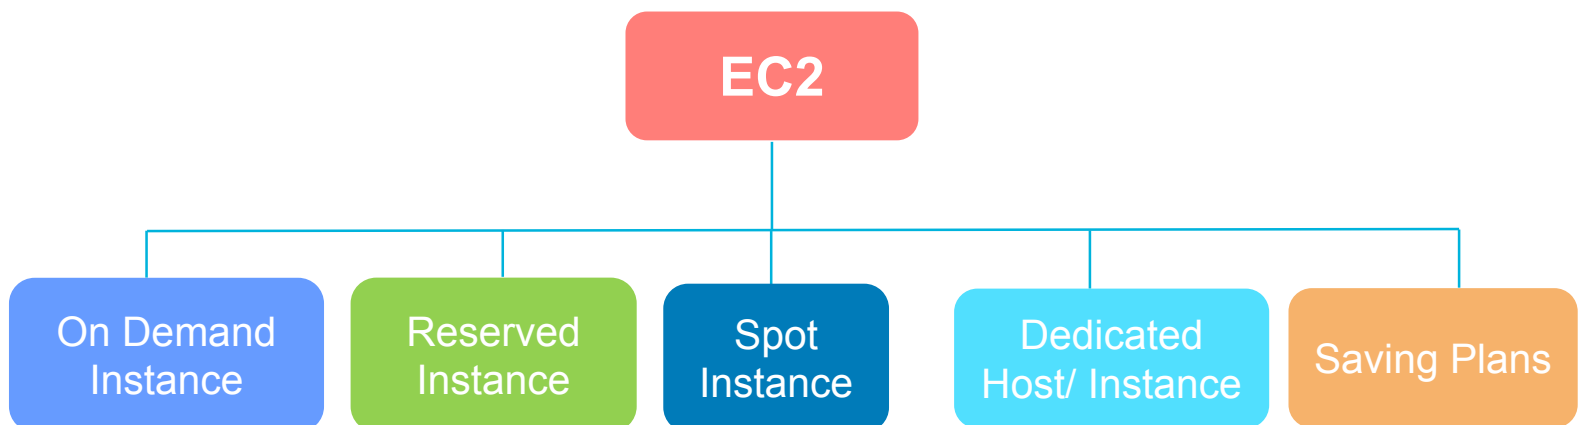 EC2
On Demand
Instance
Reserved
Instance
Spot
Instance
Dedicated
Host/ Instance
Saving Plans